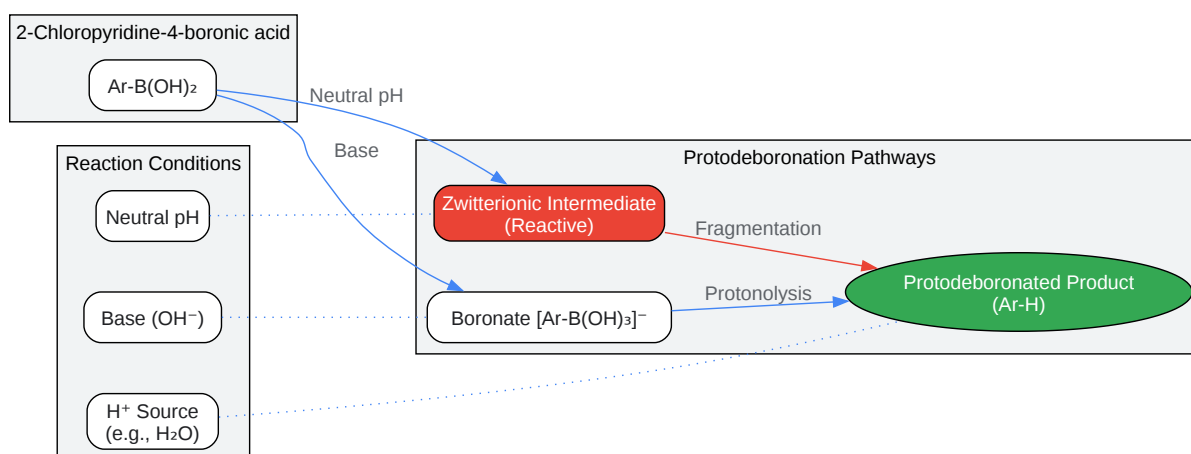 2-Chloropyridine-4-boronic acid
Ar-B(OH)₂
Neutral pH
Base
Reaction Conditions
Neutral pH
Base (OH⁻)
H⁺ Source
(e.g., H₂O)
Protodeboronation Pathways
Zwitterionic Intermediate
(Reactive)
Fragmentation
Boronate [Ar-B(OH)₃]⁻
Protonolysis
Protodeboronated Product
(Ar-H)